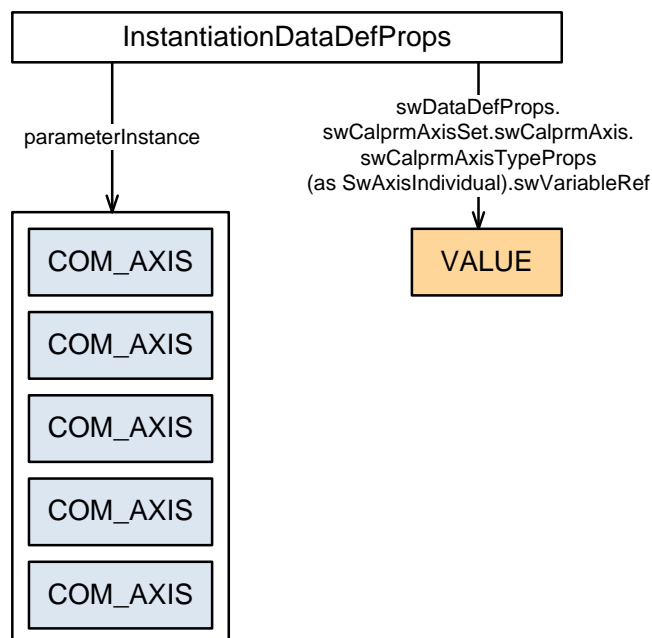 InstantiationDataDefProps
parameterInstance
swDataDefProps.
swCalprmAxisSet.swCalprmAxis.
swCalprmAxisTypeProps
(as SwAxisIndividual).swVariableRef
COM_AXIS
VALUE
COM_AXIS
COM_AXIS
COM_AXIS
COM_AXIS